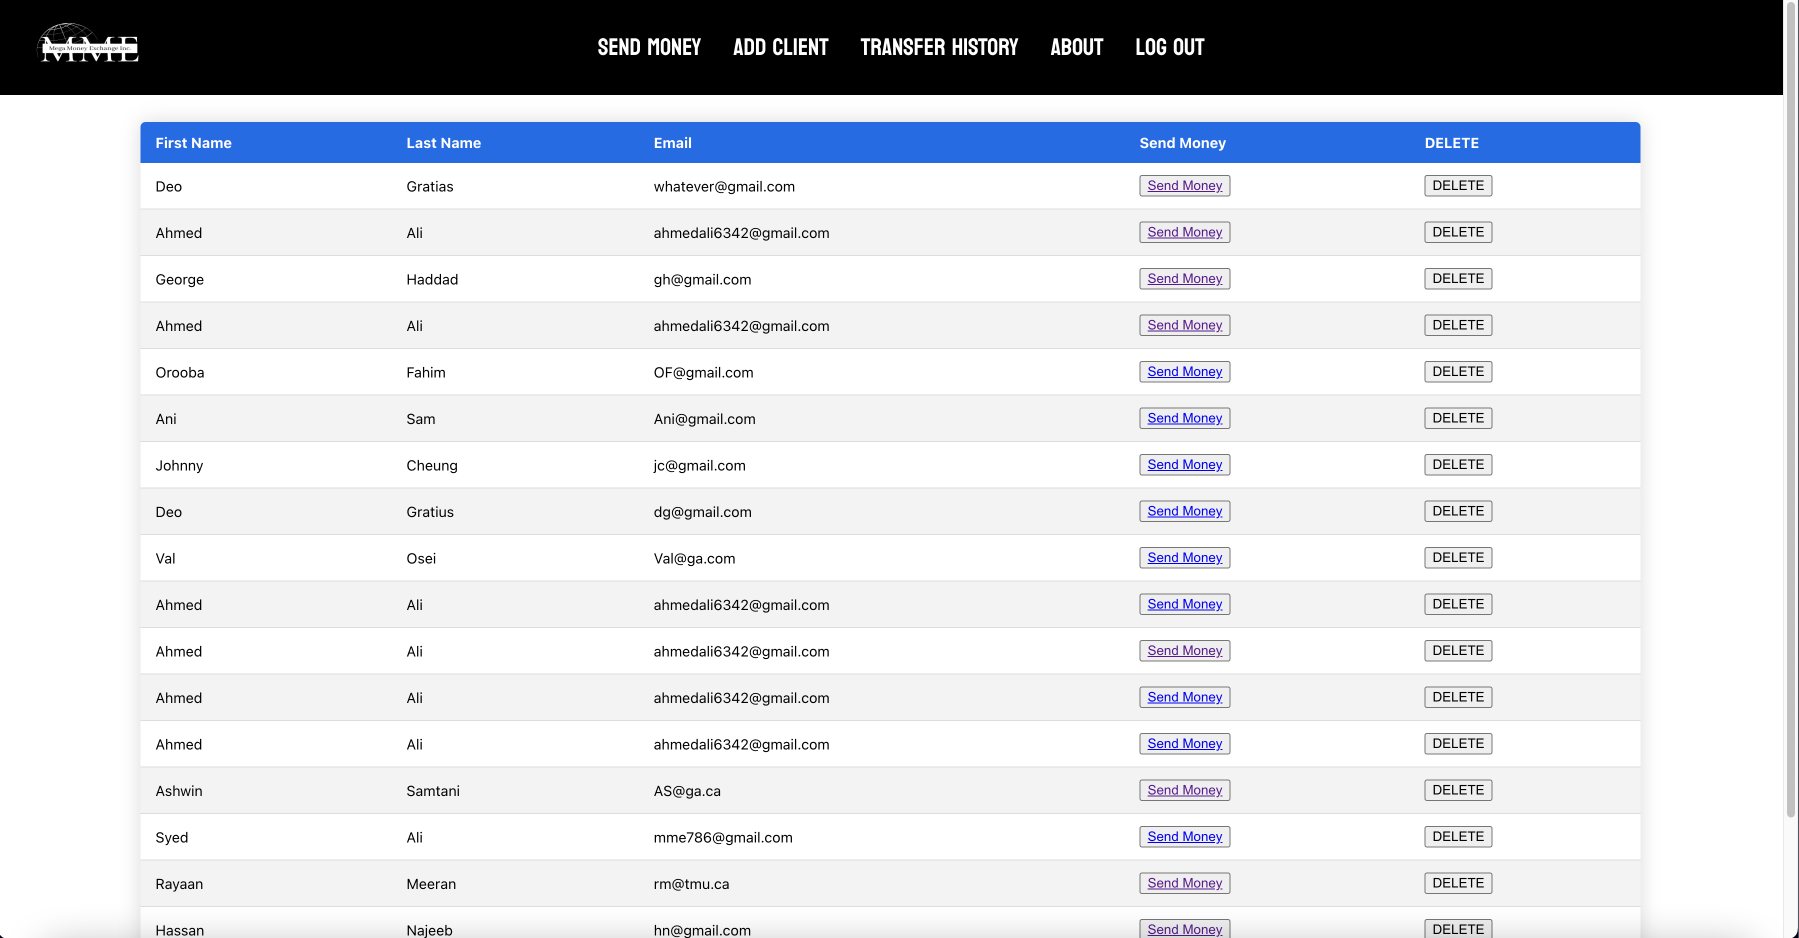 MME
Mega Money Exchange Inc.
SEND MONEY ADD CLIENT TRANSFER HISTORY ABOUT LOG OUT
First Name Last Name Email Send Money DELETE
Deo Gratias whatever@gmail.com Send Money DELETE
Ahmed Ali ahmedali6342@gmail.com Send Money DELETE
George Haddad gh@gmail.com Send Money DELETE
Ahmed Ali ahmedali6342@gmail.com Send Money DELETE
Orooba Fahim OF@gmail.com Send Money DELETE
Ani Sam Ani@gmail.com Send Money DELETE
Johnny Cheung jc@gmail.com Send Money DELETE
Deo Gratius dg@gmail.com Send Money DELETE
Val Osei Val@ga.com Send Money DELETE
Ahmed Ali ahmedali6342@gmail.com Send Money DELETE
Ahmed Ali ahmedali6342@gmail.com Send Money DELETE
Ahmed Ali ahmedali6342@gmail.com Send Money DELETE
Ahmed Ali ahmedali6342@gmail.com Send Money DELETE
Ashwin Samtani AS@ga.ca Send Money DELETE
Syed Ali mme786@gmail.com Send Money DELETE
Rayaan Meeran rm@tmu.ca Send Money DELETE
Hassan Najeeb hn@gmail.com Send Money DELETE